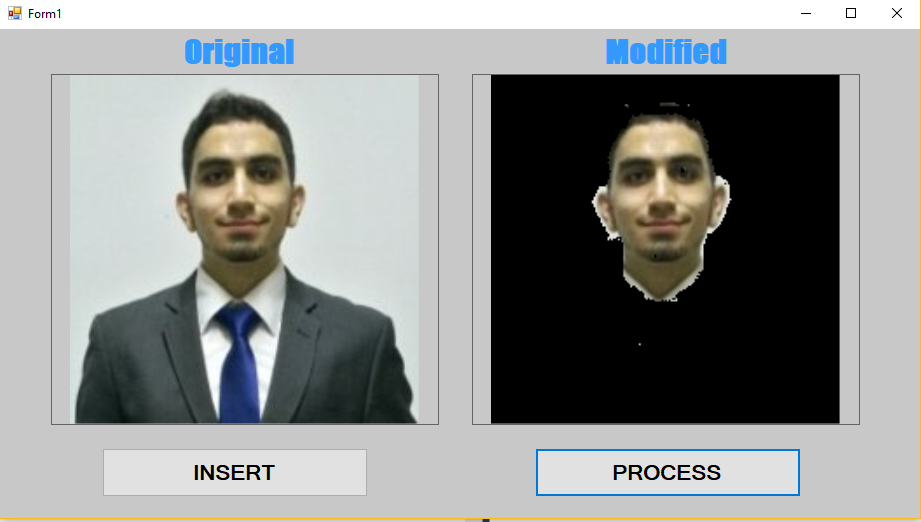 Form1
Original
Modified
INSERT
PROCESS